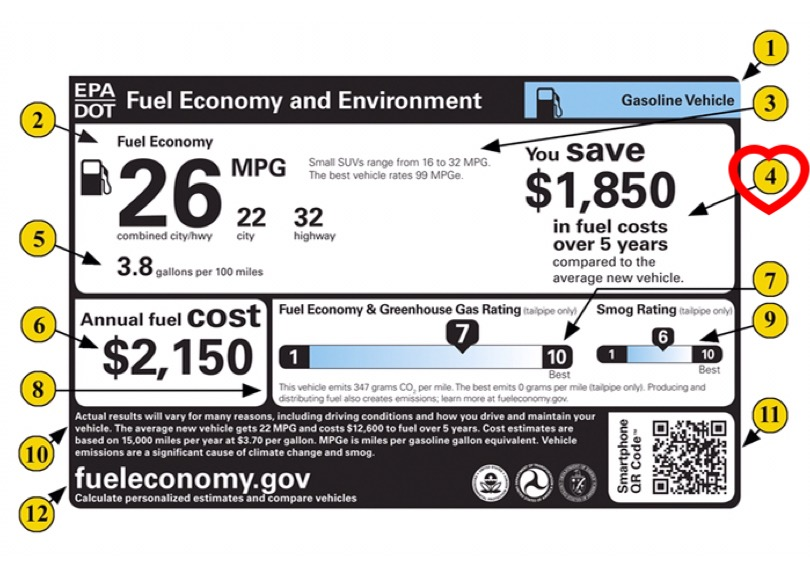 1
EPA
DOT
Fuel Economy and Environment
Gasoline Vehicle
2
3
Fuel Economy
26
MPG
combined city/hwy
22
city
32
highway
Small SUVs range from 16 to 32 MPG.
The best vehicle rates 99 MPGe.
You save
$1,850
in fuel costs
over 5 years
compared to the
average new vehicle.
4
5
3.8 gallons per 100 miles
6
Annual fuel cost
$2,150
7
Fuel Economy & Greenhouse Gas Rating (tailpipe only)
7
1
10
Best
Smog Rating (tailpipe only)
6
1
10
Best
9
8
This vehicle emits 347 grams CO₂ per mile. The best emits 0 grams per mile (tailpipe only). Producing and
distributing fuel also creates emissions; learn more at fueleconomy.gov.
10
Actual results will vary for many reasons, including driving conditions and how you drive and maintain your
vehicle. The average new vehicle gets 22 MPG and costs $12,600 to fuel over 5 years. Cost estimates are
based on 15,000 miles per year at $3.70 per gallon. MPGe is miles per gasoline gallon equivalent. Vehicle
emissions are a significant cause of climate change and smog.
11
Smartphone
QR Code™
12
fueleconomy.gov
Calculate personalized estimates and compare vehicles